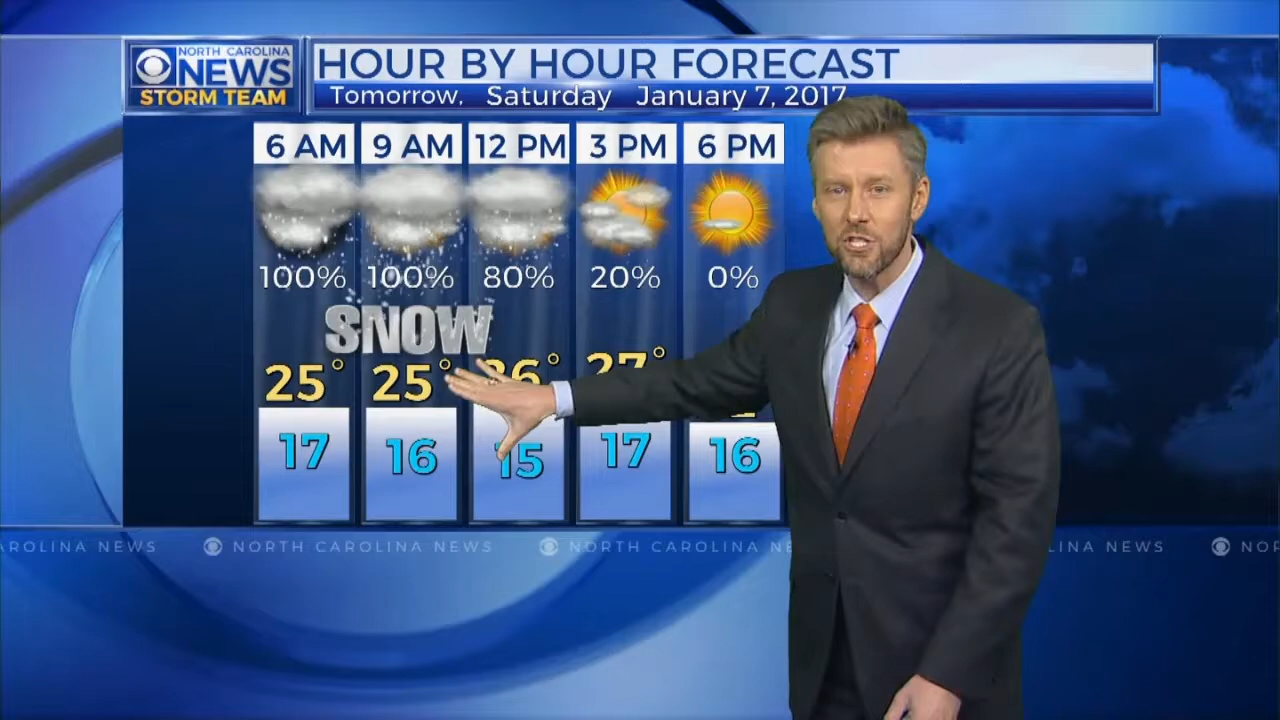 NORTH CAROLINA
NEWS
STORM TEAM
HOUR BY HOUR FORECAST
Tomorrow, Saturday January 7, 2017
6 AM 9 AM 12 PM 3 PM 6 PM
100% 100% 80% 20% 0%
SNOW
25° 25° 26° 27°
17 16 15 17 16
NORTH CAROLINA NEWS NORTH CAROLINA